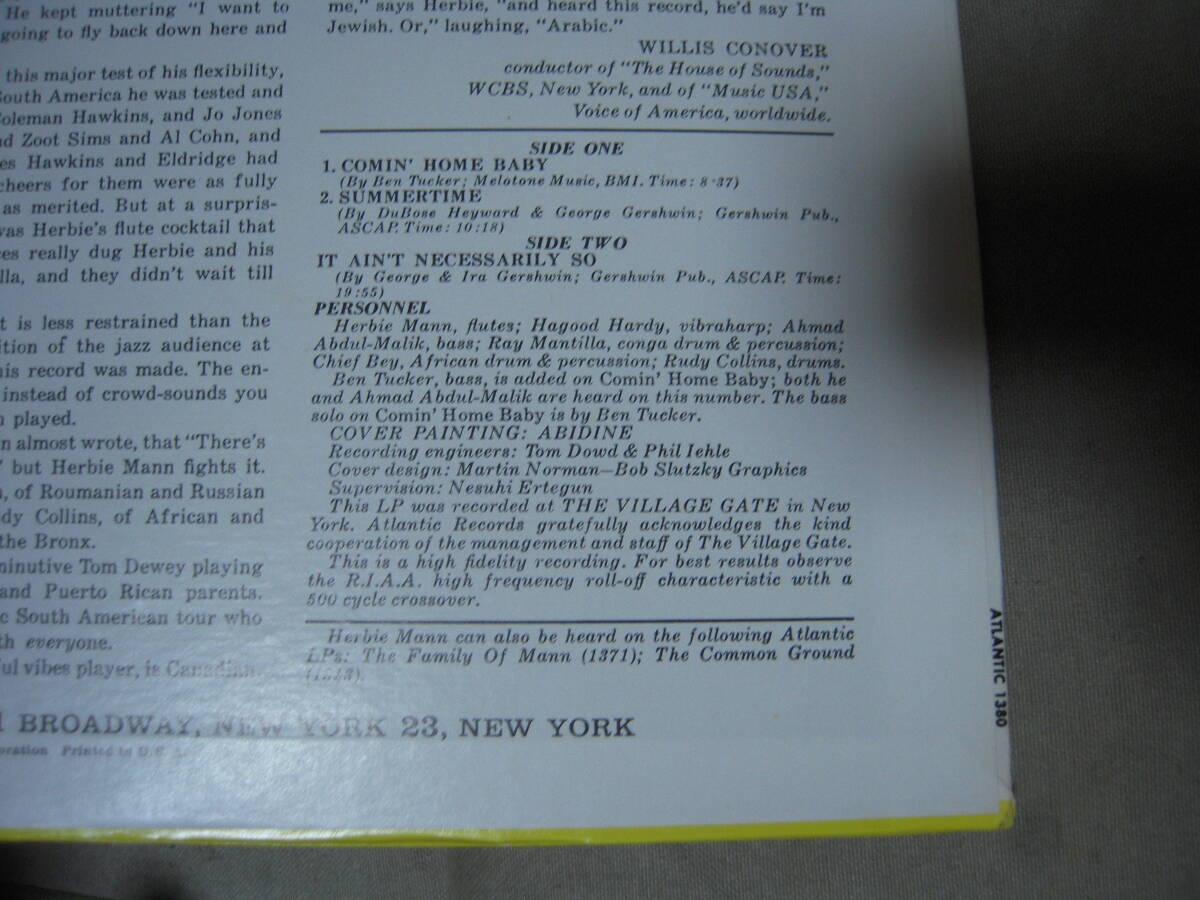 He kept muttering "I want to
going to fly back down here and
this major test of his flexibility,
South America he was tested and
Coleman Hawkins, and Jo Jones
Zoot Sims and Al Cohn, and
Hawkins and Eldridge had
cheers for them were as fully
as merited. But at a surpris-
was Herbie's flute cocktail that
really dug Herbie and his
and they didn't wait till
is less restrained than the
of the jazz audience at
his record was made. The en-
instead of crowd-sounds you
played.
almost wrote, that "There's
but Herbie Mann fights it.
of Roumanian and Russian
Collins, of African and
the Bronx.
Tom Dewey playing
and Puerto Rican parents.
South American tour who
everyone.
vibes player, is Canadian.
me," says Herbie, "and heard this record, he'd say I'm
Jewish. Or," laughing, "Arabic."
WILLIS CONOVER
conductor of "The House of Sounds,"
WCBS, New York, and of "Music USA,"
Voice of America, worldwide.
SIDE ONE
1. COMIN' HOME BABY
(By Ben Tucker; Melotone Music, BMI. Time: 8:37)
2. SUMMERTIME
(By DuBose Heyward & George Gershwin; Gershwin Pub.,
ASCAP. Time: 10:18)
SIDE TWO
IT AIN'T NECESSARILY SO
(By George & Ira Gershwin; Gershwin Pub., ASCAP. Time:
19:55)
PERSONNEL
Herbie Mann, flutes; Hagood Hardy, vibraharp; Ahmad
Abdul-Malik, bass; Ray Mantilla, conga drum & percussion;
Chief Bey, African drum & percussion; Rudy Collins, drums.
Ben Tucker, bass, is added on Comin' Home Baby; both he
and Ahmad Abdul-Malik are heard on this number. The bass
solo on Comin' Home Baby is by Ben Tucker.
COVER PAINTING: ABIDINE
Recording engineers: Tom Dowd & Phil Iehle
Cover design: Martin Norman—Bob Slutzky Graphics
Supervision: Nesuhi Ertegun
This LP was recorded at THE VILLAGE GATE in New
York. Atlantic Records gratefully acknowledges the kind
cooperation of the management and staff of The Village Gate.
This is a high fidelity recording. For best results observe
the R.I.A.A. high frequency roll-off characteristic with a
500 cycle crossover.
Herbie Mann can also be heard on the following Atlantic
LPs: The Family Of Mann (1371); The Common Ground
BROADWAY, NEW YORK 23, NEW YORK
Printed in U.S.A.
ATLANTIC 1380